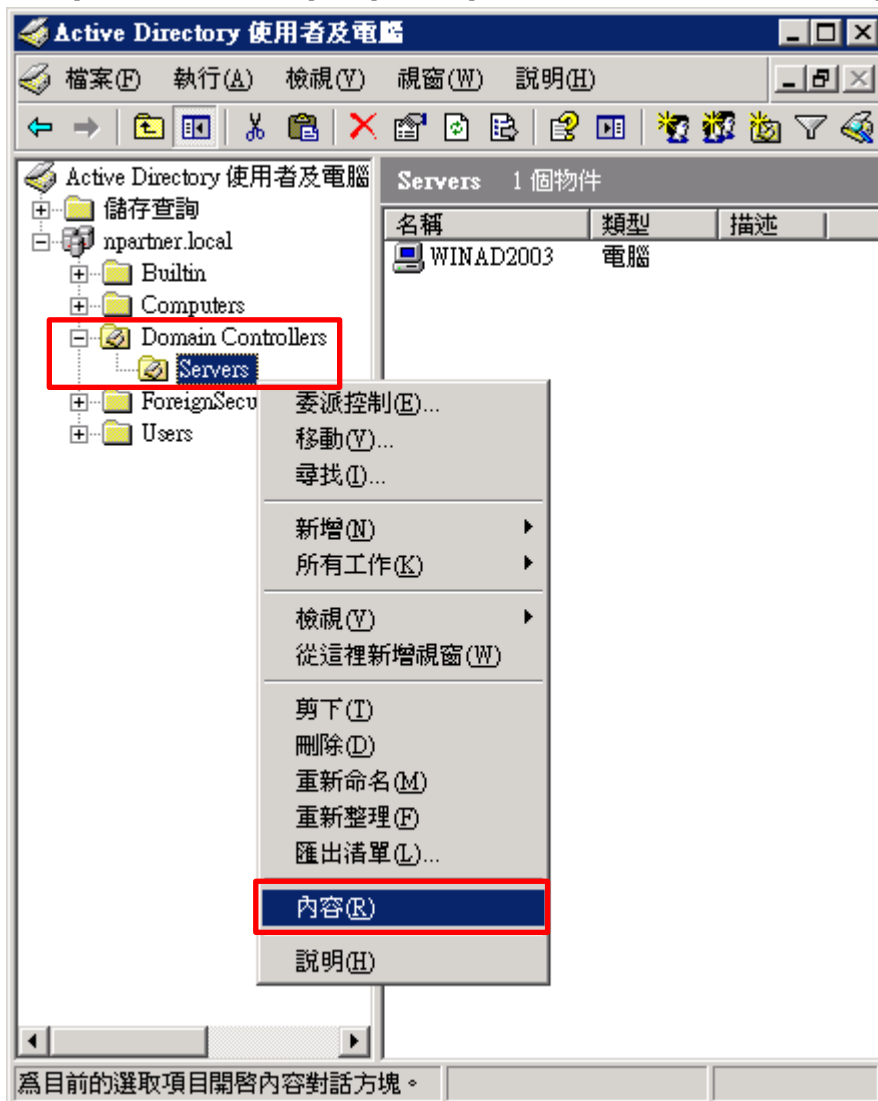 Active Directory 使用者及電腦
檔案(F) 執行(A) 檢視(V) 視窗(W) 說明(H)
Active Directory 使用者及電腦
儲存查詢
npartner.local
Builtin
Computers
Domain Controllers
Servers
ForeignSecu
Users
Servers 1 個物件
名稱 類型 描述
WINAD2003 電腦
委派控制(E)...
移動(V)...
尋找(I)...
新增(N)
所有工作(K)
檢視(V)
從這裡新增視窗(W)
剪下(T)
刪除(D)
重新命名(M)
重新整理(F)
匯出清單(L)...
內容(R)
說明(H)
爲目前的選取項目開啓內容對話方塊。